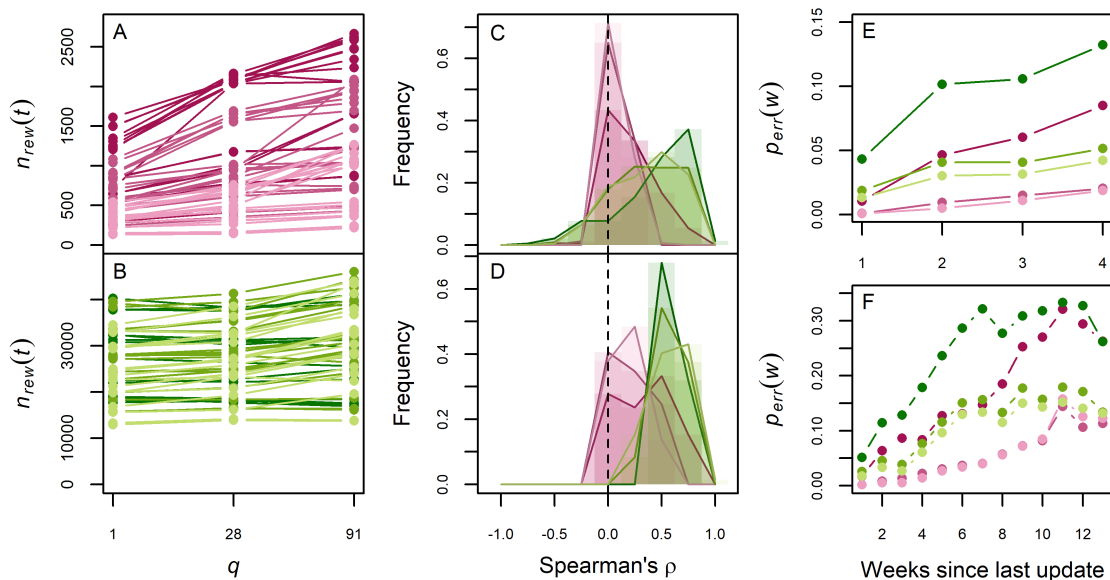 A
n_rew(t)
0 500 1500 2500
B
n_rew(t)
0 10000 30000
1 28 91
q
C
Frequency
0.0 0.2 0.4 0.6
D
Frequency
0.0 0.2 0.4 0.6
-1.0 -0.5 0.0 0.5 1.0
Spearman's ρ
E
p_err(w)
0.00 0.05 0.10 0.15
1 2 3 4
F
p_err(w)
0.00 0.10 0.20 0.30
2 4 6 8 10 12
Weeks since last update